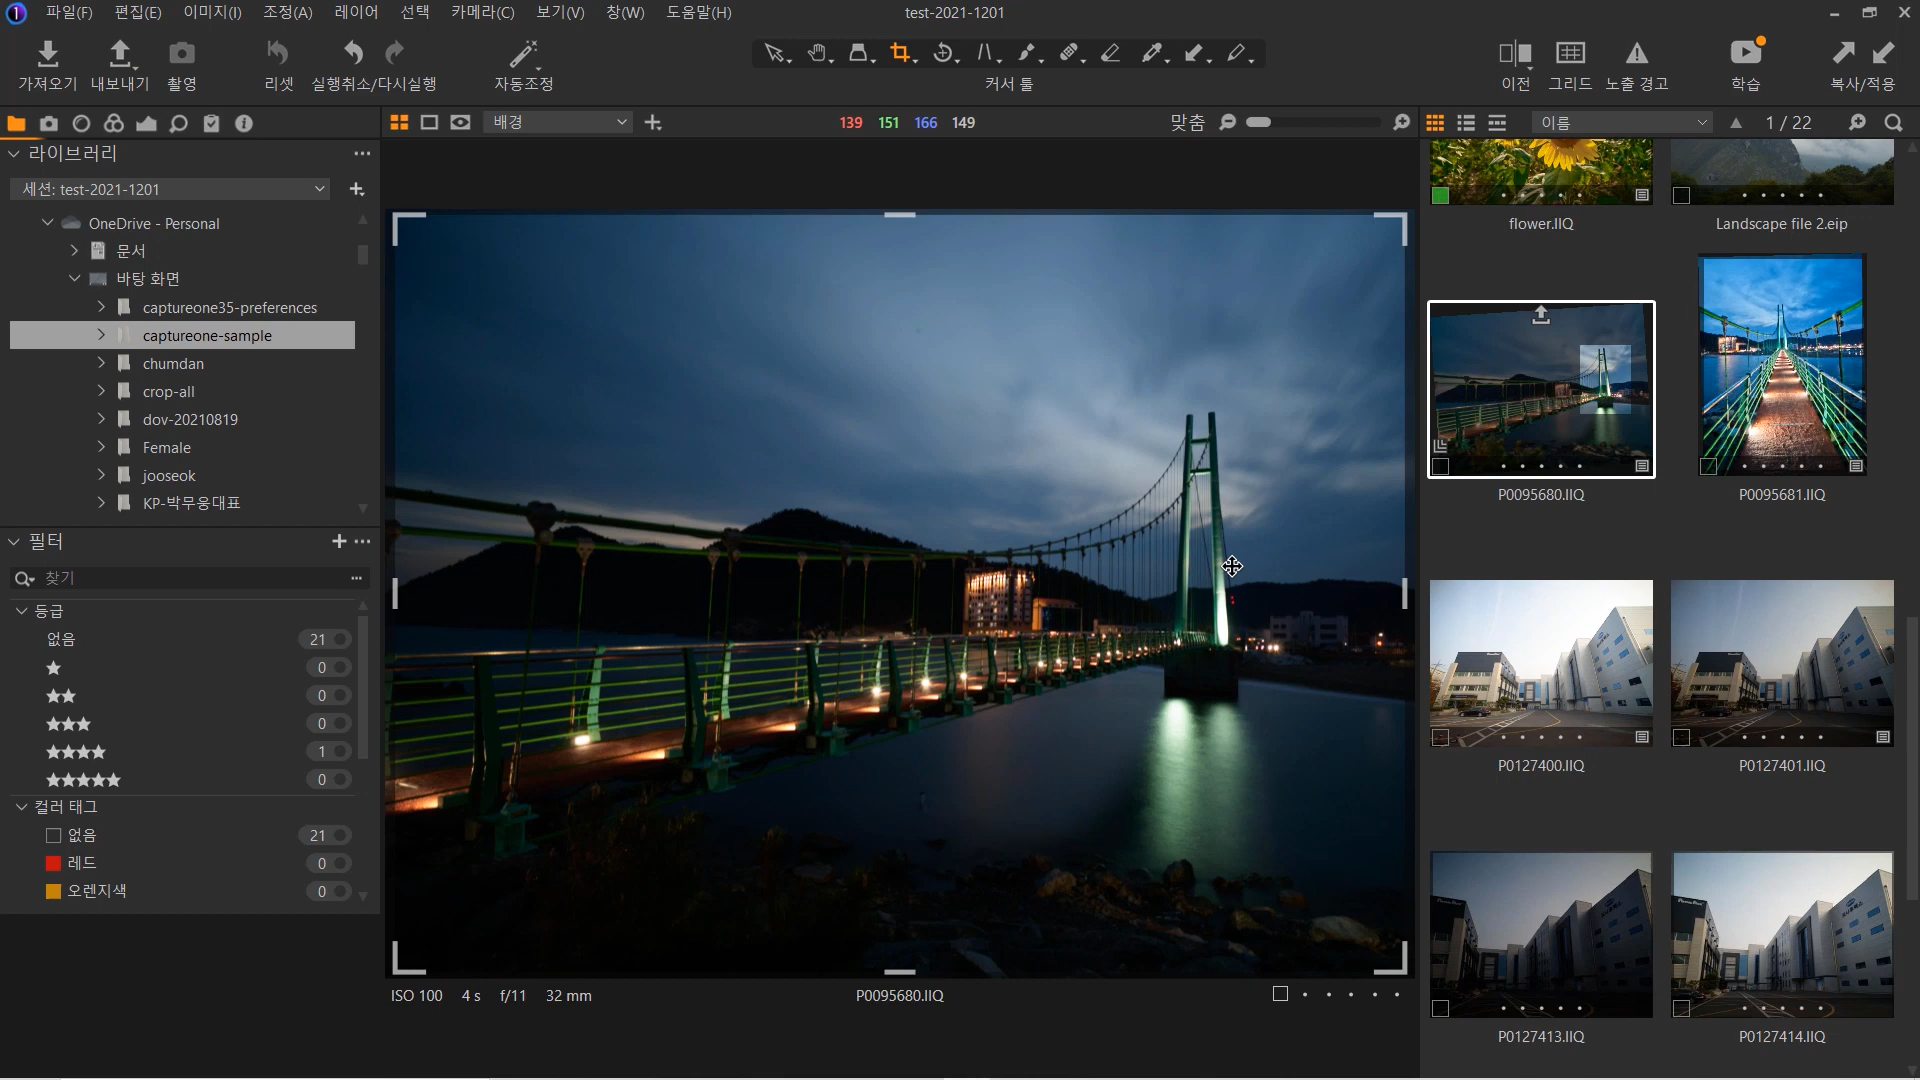 파일(F) 편집(E) 이미지(I) 조정(A) 레이어 선택 카메라(C) 보기(V) 창(W) 도움말(H) test-2021-1201
가져오기 내보내기 촬영 리셋 실행취소/다시실행 자동조정 커서 툴 이전 그리드 노출 경고 학습 복사/적용
배경 139 151 166 149 맞춤 이름 1 / 22
라이브러리
세션: test-2021-1201
OneDrive - Personal
문서
바탕 화면
captureone35-preferences
captureone-sample
chumdan
crop-all
dov-20210819
Female
jooseok
KP-박무웅대표
필터
찾기
등급
없음 21
0
0
0
1
0
컬러 태그
없음 21
레드 0
오렌지색 0
ISO 100 4 s f/11 32 mm P0095680.IIQ
flower.IIQ Landscape file 2.eip
P0095680.IIQ P0095681.IIQ
P0127400.IIQ P0127401.IIQ
P0127413.IIQ P0127414.IIQ